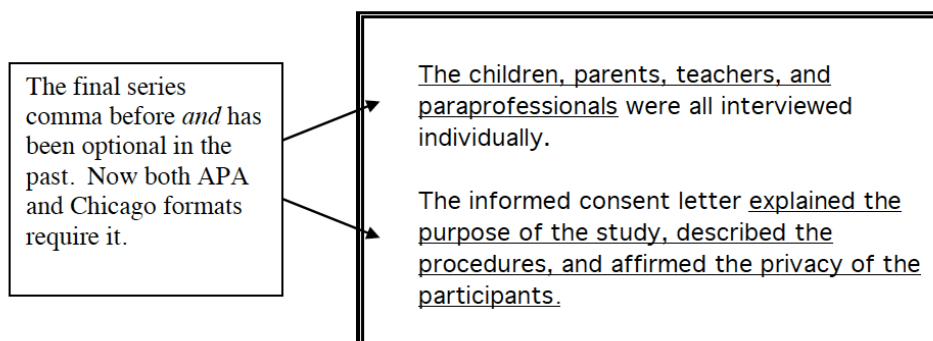 The final series
comma before and has
been optional in the
past.  Now both APA
and Chicago formats
require it.
The children, parents, teachers, and
paraprofessionals were all interviewed
individually.
The informed consent letter explained the
purpose of the study, described the
procedures, and affirmed the privacy of the
participants.